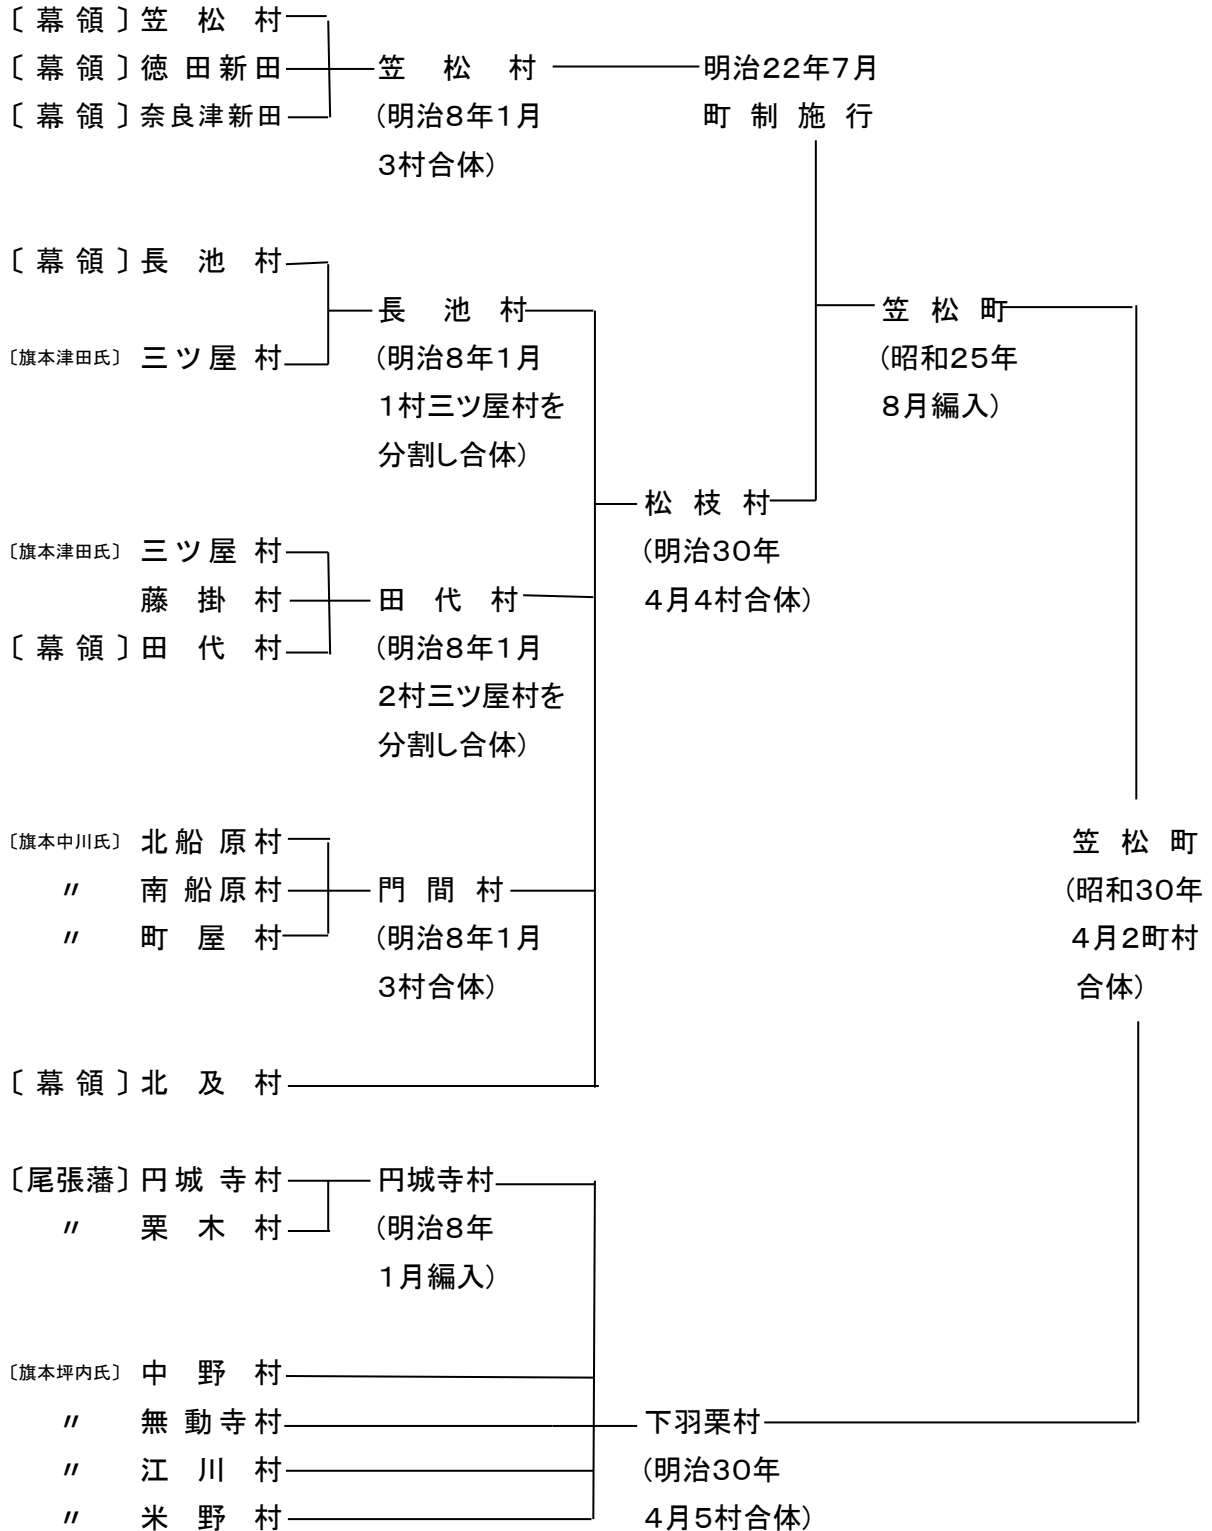 〔幕領〕笠松村
〔幕領〕徳田新田 笠松村 明治22年7月
〔幕領〕奈良津新田 (明治8年1月 町制施行
3村合体)
〔幕領〕長池村
長池村 笠松町
〔旗本津田氏〕三ツ屋村 (明治8年1月 (昭和25年
1村三ツ屋村を 8月編入)
分割し合体)
松枝村
〔旗本津田氏〕三ツ屋村 (明治30年
藤掛村 田代村 4月4村合体)
〔幕領〕田代村 (明治8年1月
2村三ツ屋村を
分割し合体)
〔旗本中川氏〕北船原村 笠松町
〃 南船原村 門間村 (昭和30年
〃 町屋村 (明治8年1月 4月2町村
3村合体) 合体)
〔幕領〕北及村
〔尾張藩〕円城寺村 円城寺村
〃 栗木村 (明治8年
1月編入)
〔旗本坪内氏〕中野村
〃 無動寺村 下羽栗村
〃 江川村 (明治30年
〃 米野村 4月5村合体)